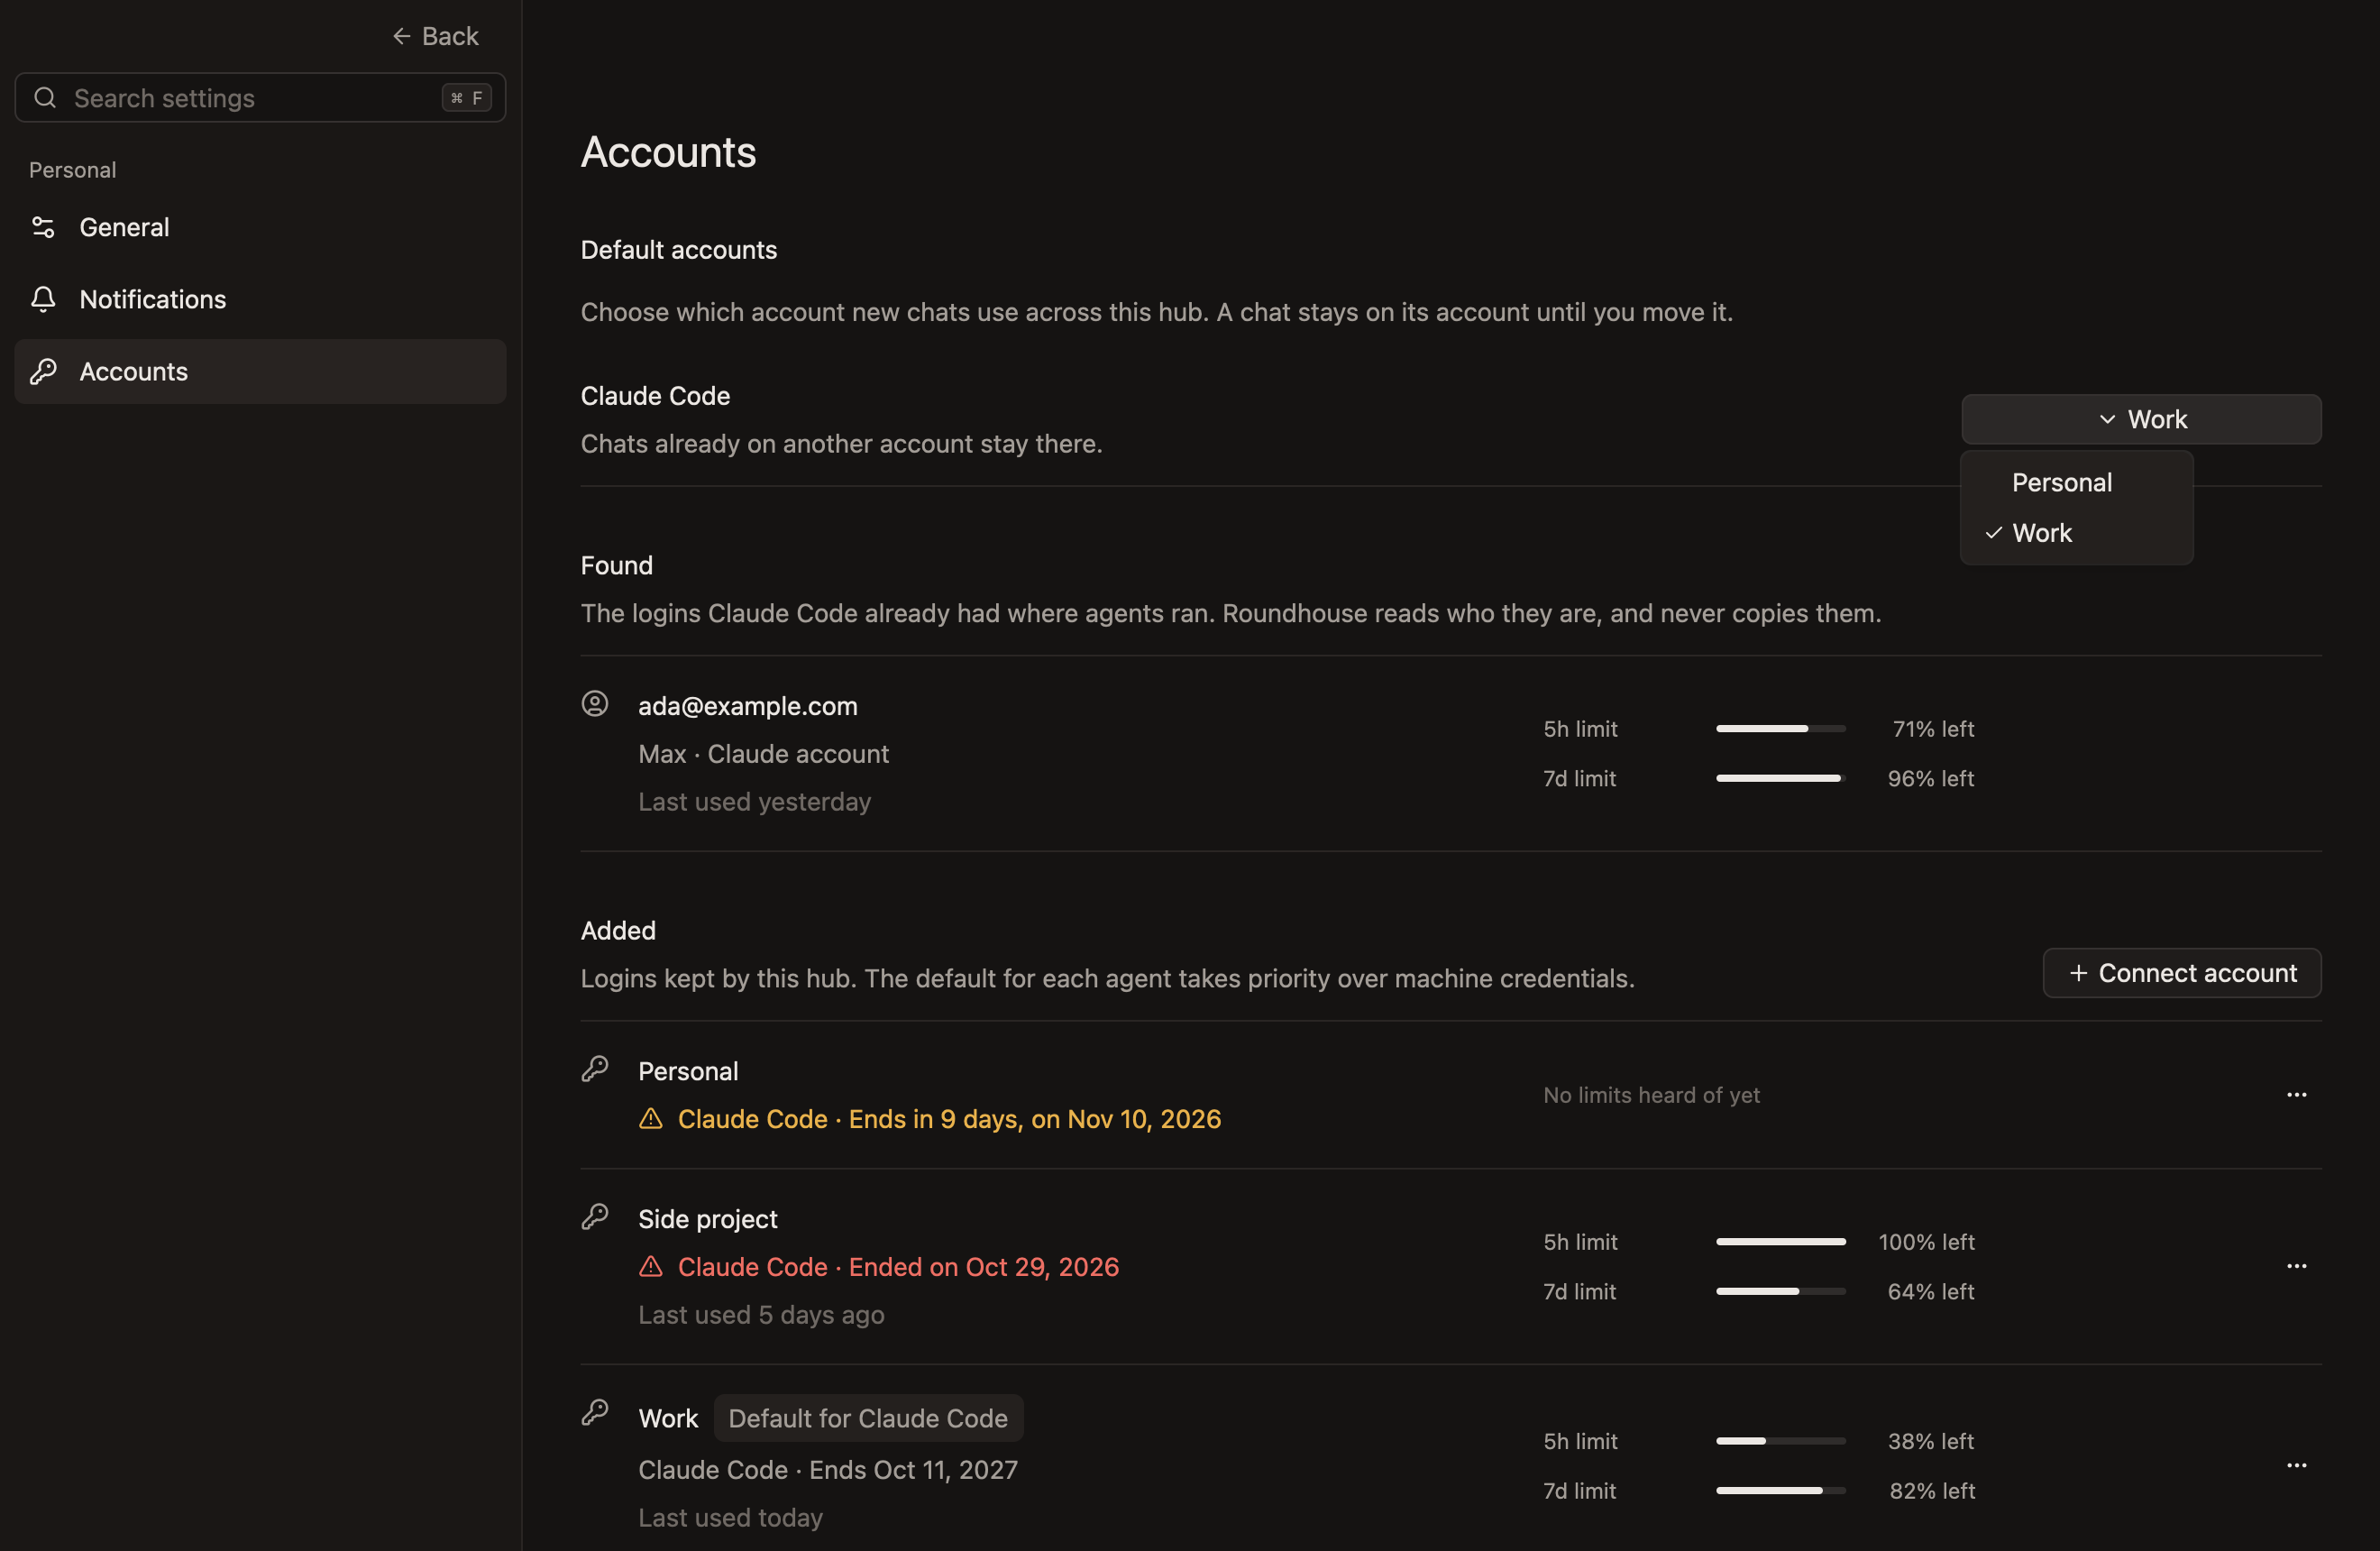 ← Back
Search settings ⌘ F
Personal
General
Notifications
Accounts
Accounts
Default accounts
Choose which account new chats use across this hub. A chat stays on its account until you move it.
Claude Code
Chats already on another account stay there.
Work
Personal
✓ Work
Found
The logins Claude Code already had where agents ran. Roundhouse reads who they are, and never copies them.
ada@example.com
Max · Claude account
Last used yesterday
5h limit 71% left
7d limit 96% left
Added
Logins kept by this hub. The default for each agent takes priority over machine credentials.
+ Connect account
Personal
Claude Code · Ends in 9 days, on Nov 10, 2026
No limits heard of yet
Side project
Claude Code · Ended on Oct 29, 2026
Last used 5 days ago
5h limit 100% left
7d limit 64% left
Work Default for Claude Code
Claude Code · Ends Oct 11, 2027
Last used today
5h limit 38% left
7d limit 82% left